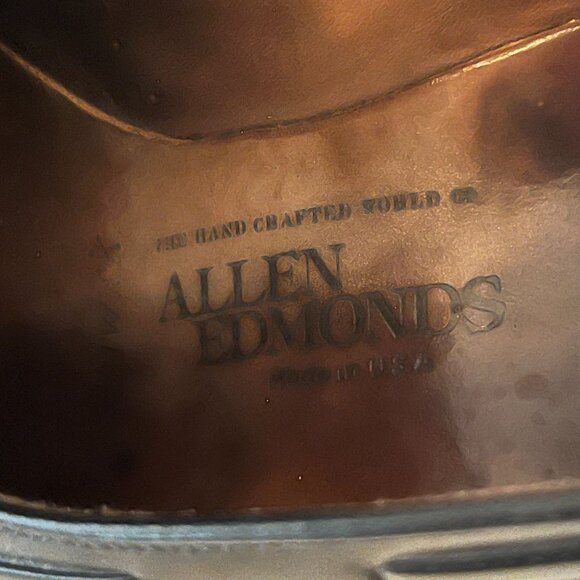 THE HAND CRAFTED WORLD OF
ALLEN
EDMONDS
MADE IN U.S.A.